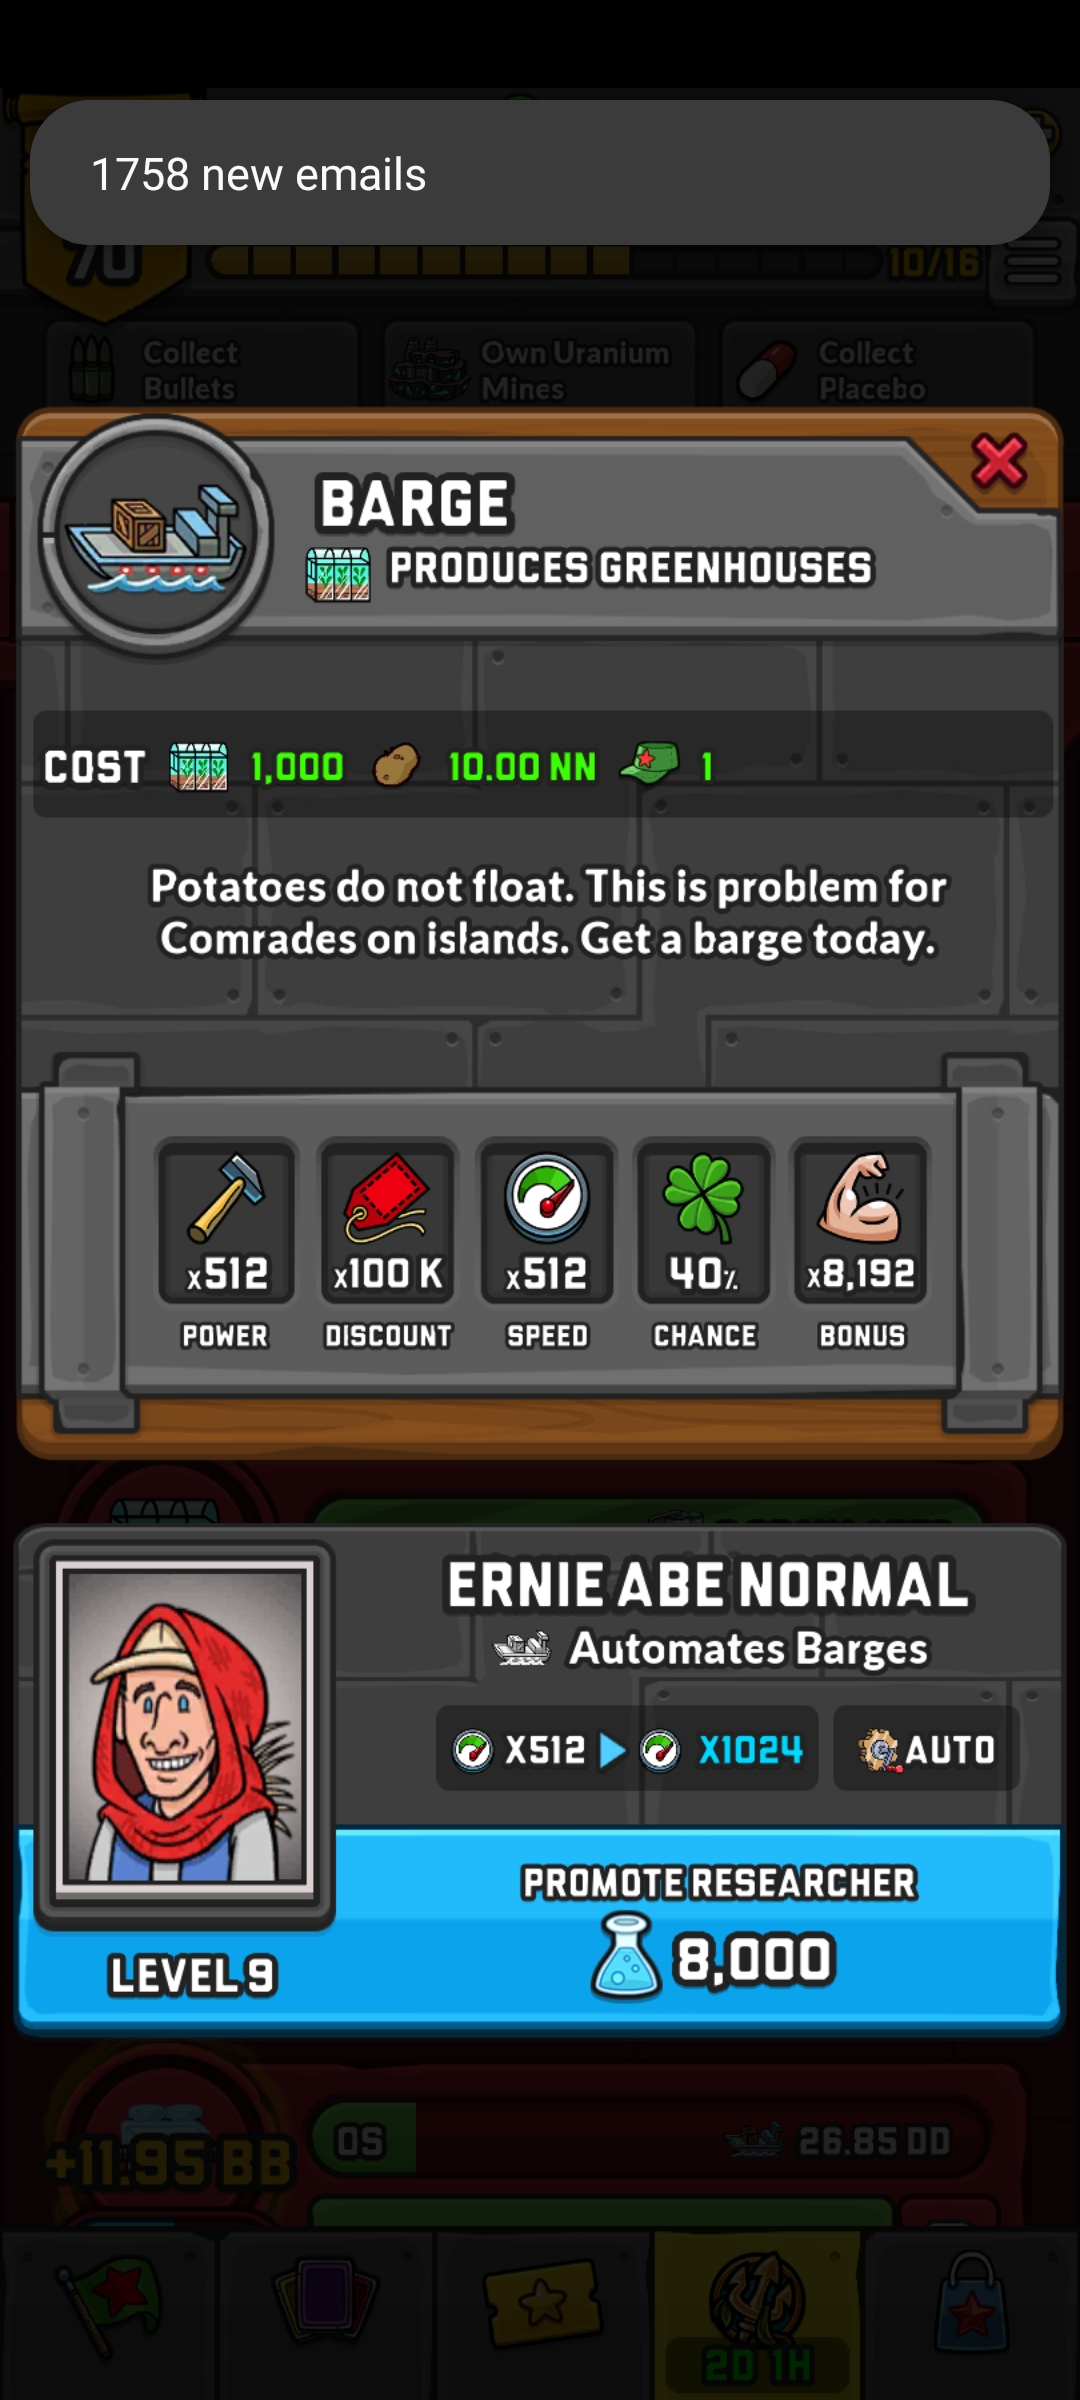 1758 new emails
70
10/16
Collect
Bullets
Own Uranium
Mines
Collect
Placebo
BARGE
PRODUCES GREENHOUSES
COST 1,000 10.00 NN 1
Potatoes do not float. This is problem for
Comrades on islands. Get a barge today.
x512
POWER
x100 K
DISCOUNT
x512
SPEED
40%
CHANCE
x8,192
BONUS
ERNIE ABE NORMAL
Automates Barges
X512 X1024 AUTO
PROMOTE RESEARCHER
8,000
LEVEL 9
+11.95 BB
0S
26.85 DD
2D 1H